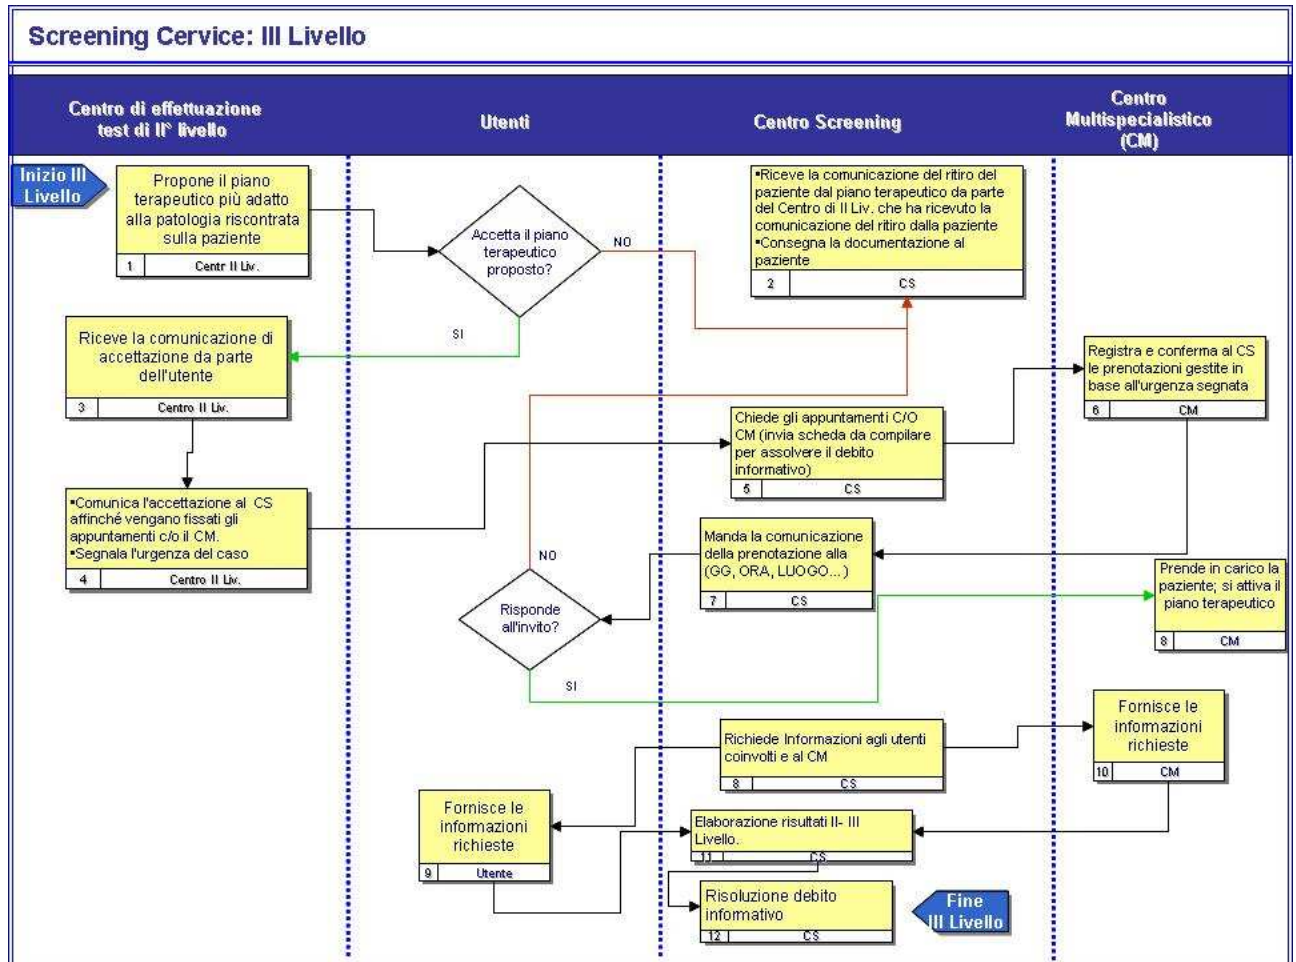 Screening Cervice: III Livello
Centro di effettuazione
test di II° livello
Utenti
Centro Screening
Centro
Multispecialistico
(CM)
Inizio III
Livello
Propone il piano
terapeutico più adatto
alla patologia riscontrata
sulla paziente
1 Centr II Liv.
Accetta il piano
terapeutico
proposto?
NO
SI
▪Riceve la comunicazione del ritiro del
paziente dal piano terapeutico da parte
del Centro di II Liv. che ha ricevuto la
comunicazione del ritiro dalla paziente
▪Consegna la documentazione al
paziente
2 CS
Riceve la comunicazione di
accettazione da parte
dell'utente
3 Centro II Liv.
▪Comunica l'accettazione al CS
affinché vengano fissati gli
appuntamenti c/o il CM.
▪Segnala l'urgenza del caso
4 Centro II Liv.
Chiede gli appuntamenti C/O
CM (invia scheda da compilare
per assolvere il debito
informativo)
5 CS
Registra e conferma al CS
le prenotazioni gestite in
base all'urgenza segnata
6 CM
Manda la comunicazione
della prenotazione alla
(GG, ORA, LUOGO...)
7 CS
NO
Risponde
all'invito?
SI
Prende in carico la
paziente; si attiva il
piano terapeutico
8 CM
Richiede Informazioni agli utenti
coinvolti e al CM
8 CS
Fornisce le
informazioni
richieste
10 CM
Fornisce le
informazioni
richieste
9 Utente
Elaborazione risultati II- III
Livello.
11 CS
Risoluzione debito
informativo
12 CS
Fine
III Livello